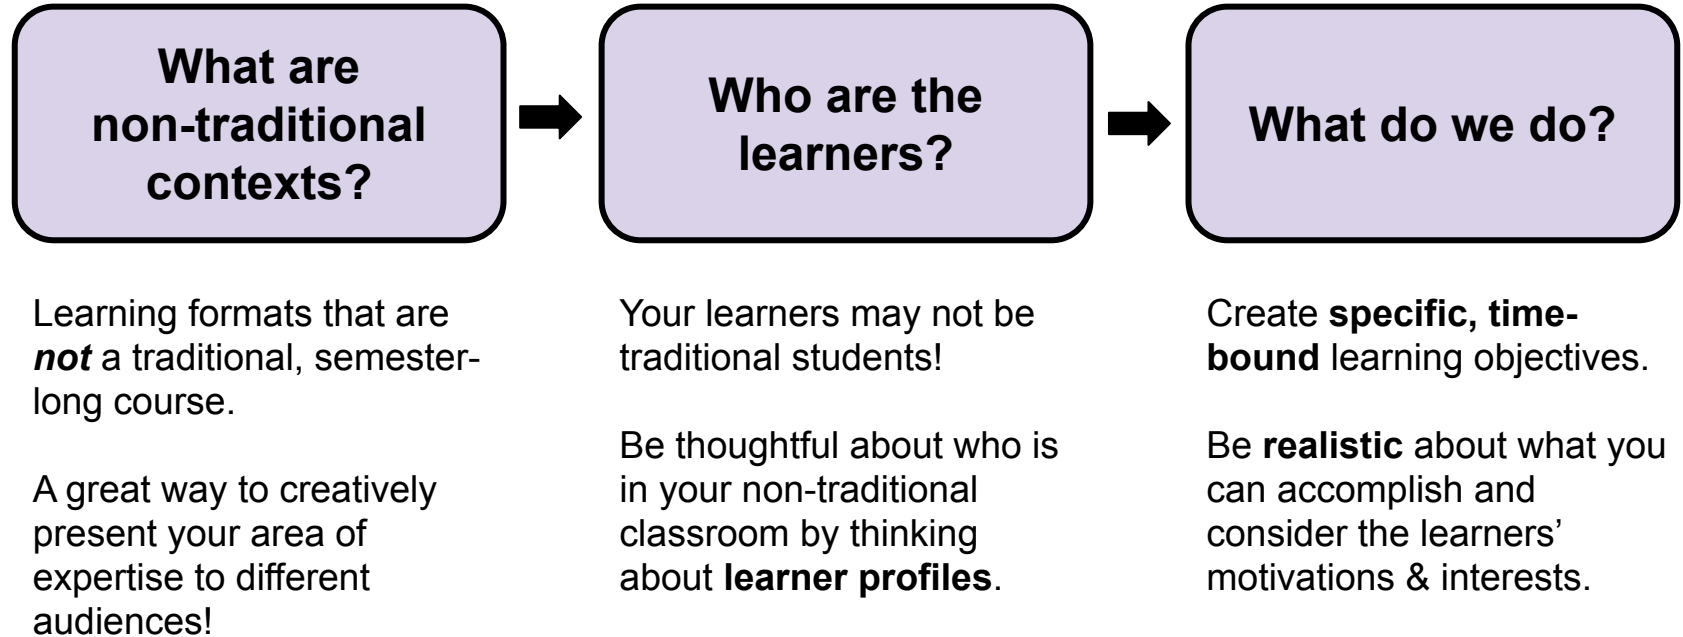 What are
non-traditional
contexts?
Who are the
learners?
What do we do?
Learning formats that are
not a traditional, semester-
long course.
A great way to creatively
present your area of
expertise to different
audiences!
Your learners may not be
traditional students!
Be thoughtful about who is
in your non-traditional
classroom by thinking
about learner profiles.
Create specific, time-
bound learning objectives.
Be realistic about what you
can accomplish and
consider the learners’
motivations & interests.